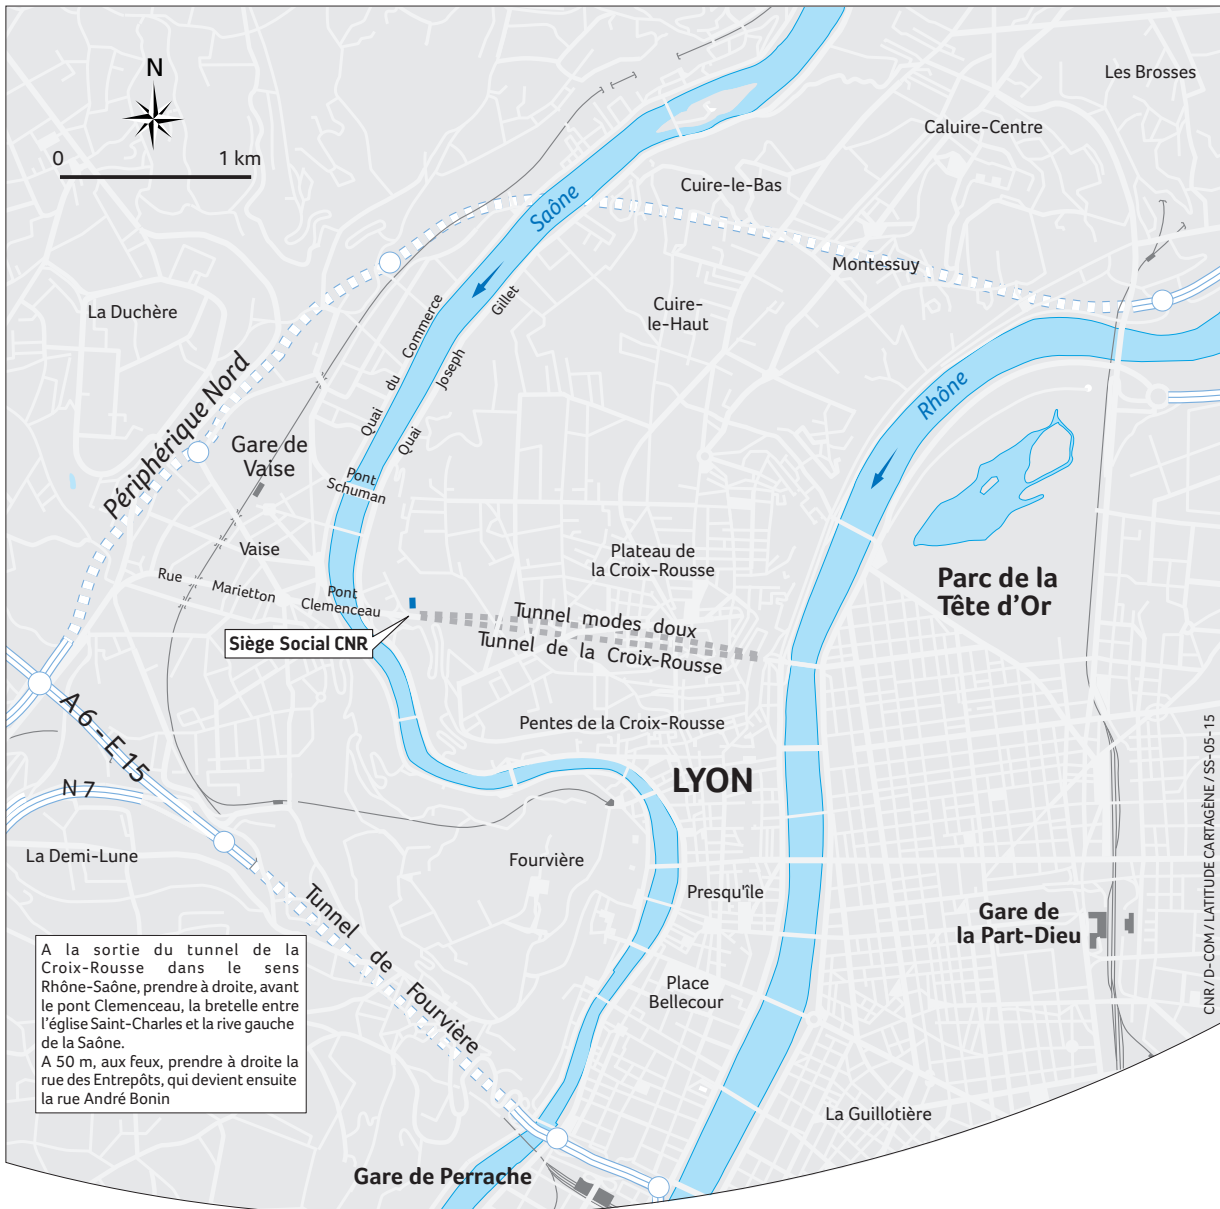 N
0 1 km
Les Brosses
Caluire-Centre
Cuire-le-Bas
Saône
Montessuy
La Duchère
Quai du Commerce
Quai Joseph Gillet
Cuire-
le-Haut
Périphérique Nord
Rhône
Gare de
Vaise
Pont
Schuman
Vaise
Plateau de
la Croix-Rousse
Parc de la
Tête d’Or
Rue Marietton
Pont
Clemenceau
Tunnel modes doux
Tunnel de la Croix-Rousse
Siège Social CNR
A 6 - E 15
Pentes de la Croix-Rousse
LYON
N 7
La Demi-Lune
Fourvière
Presqu’île
Gare de
la Part-Dieu
Tunnel de Fourvière
Place
Bellecour
A la sortie du tunnel de la
Croix-Rousse dans le sens
Rhône-Saône, prendre à droite, avant
le pont Clemenceau, la bretelle entre
l’église Saint-Charles et la rive gauche
de la Saône.
A 50 m, aux feux, prendre à droite la
rue des Entrepôts, qui devient ensuite
la rue André Bonin
La Guillotière
Gare de Perrache
CNR / D-COM / LATITUDE CARTAGÈNE / SS-05-15